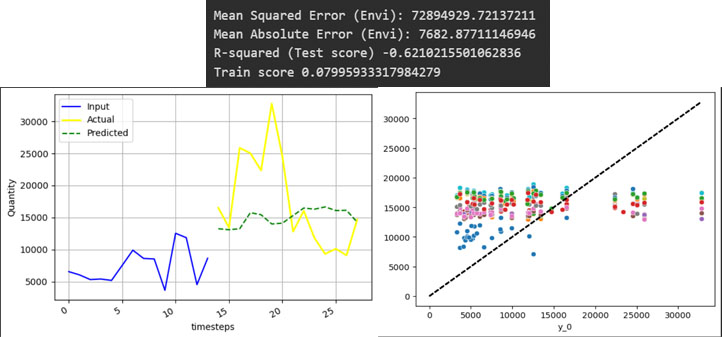 Mean Squared Error (Envi): 72894929.72137211
Mean Absolute Error (Envi): 7682.87711146946
R-squared (Test score) -0.6210215501062836
Train score 0.07995933317984279
Input
Actual
Predicted
30000
25000
20000
15000
10000
5000
Quantity
0
5
10
15
20
25
timesteps
30000
25000
20000
15000
10000
5000
0
0
5000
10000
15000
20000
25000
30000
y_0